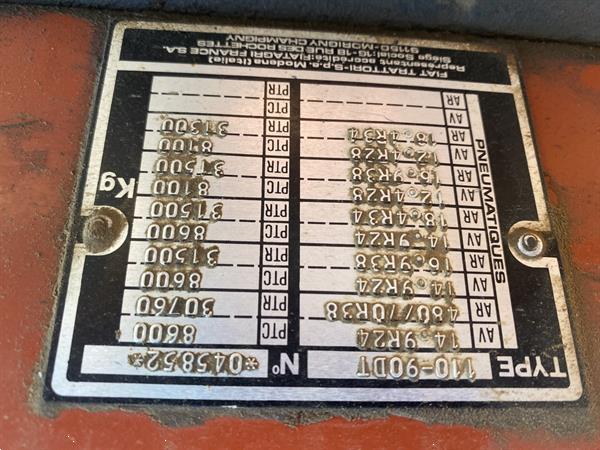 TYPE 110-90DT N° *045852*
PNEUMATIQUES Kg
AV 14.9R24 PTC 8600
AR 480/70R38 PTR 30760
AV 14.9R24 PTC 8600
AR 16.9R38 PTR 31500
AV 14.9R24 PTC 8600
AR 18.4R34 PTR 31500
AV 12.4R28 PTC 8100
AR 16.9R38 PTR 31500
AV 12.4R28 PTC 8100
AR 18.4R34 PTR 31500
AV PTC
AR PTR
FIAT TRATTORI-S.p.a. Modena(Italie)
Représentant accrédité:FIATAGRI FRANCE S.A.
Siège Social:16-18 RUE DES ROCHETTES
91150-MORIGNY CHAMPIGNY